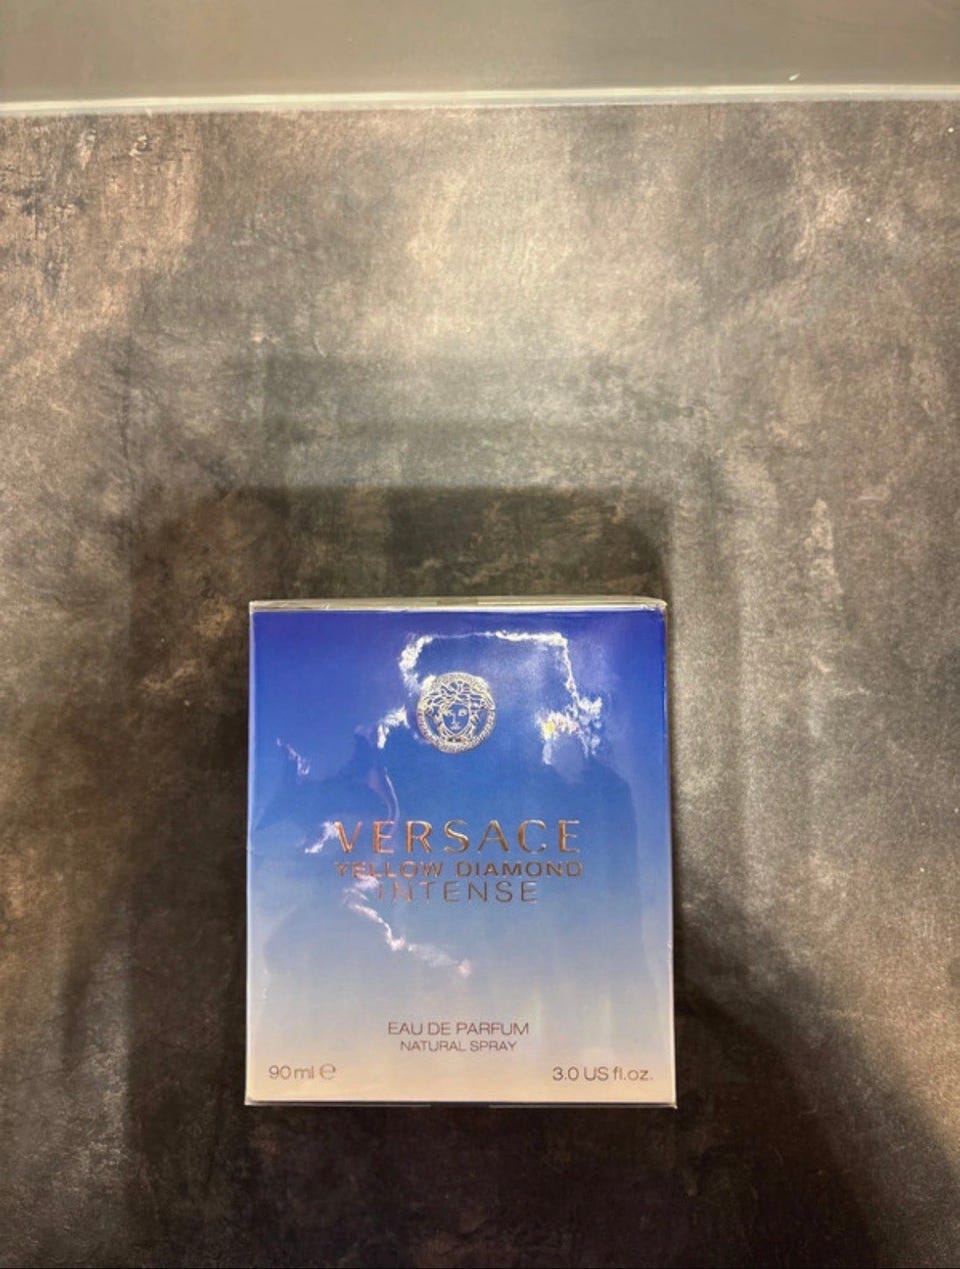 VERSACE
YELLOW DIAMOND
INTENSE
EAU DE PARFUM
NATURAL SPRAY
90 ml ℮
3.0 US fl.oz.